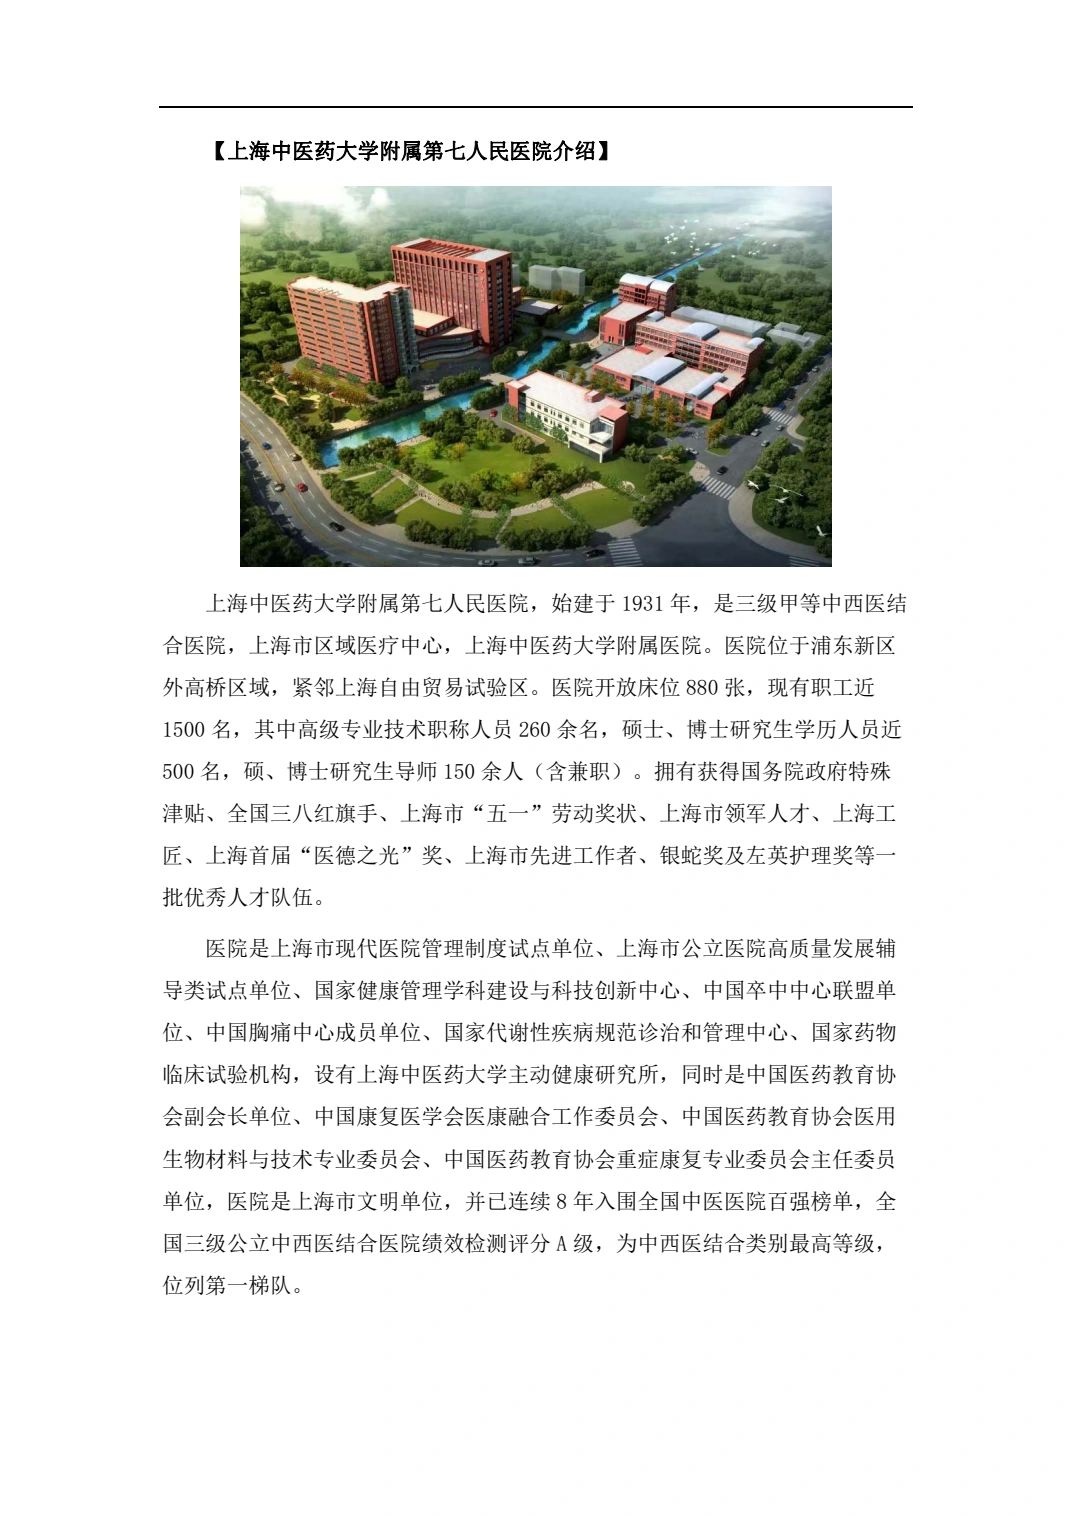 【上海中医药大学附属第七人民医院介绍】
上海中医药大学附属第七人民医院，始建于 1931 年，是三级甲等中西医结
合医院，上海市区域医疗中心，上海中医药大学附属医院。医院位于浦东新区
外高桥区域，紧邻上海自由贸易试验区。医院开放床位 880 张，现有职工近
1500 名，其中高级专业技术职称人员 260 余名，硕士、博士研究生学历人员近
500 名，硕、博士研究生导师 150 余人（含兼职）。拥有获得国务院政府特殊
津贴、全国三八红旗手、上海市“五一”劳动奖状、上海市领军人才、上海工
匠、上海首届“医德之光”奖、上海市先进工作者、银蛇奖及左英护理奖等一
批优秀人才队伍。
医院是上海市现代医院管理制度试点单位、上海市公立医院高质量发展辅
导类试点单位、国家健康管理学科建设与科技创新中心、中国卒中中心联盟单
位、中国胸痛中心成员单位、国家代谢性疾病规范诊治和管理中心、国家药物
临床试验机构，设有上海中医药大学主动健康研究所，同时是中国医药教育协
会副会长单位、中国康复医学会医康融合工作委员会、中国医药教育协会医用
生物材料与技术专业委员会、中国医药教育协会重症康复专业委员会主任委员
单位，医院是上海市文明单位，并已连续 8 年入围全国中医医院百强榜单，全
国三级公立中西医结合医院绩效检测评分 A 级，为中西医结合类别最高等级，
位列第一梯队。